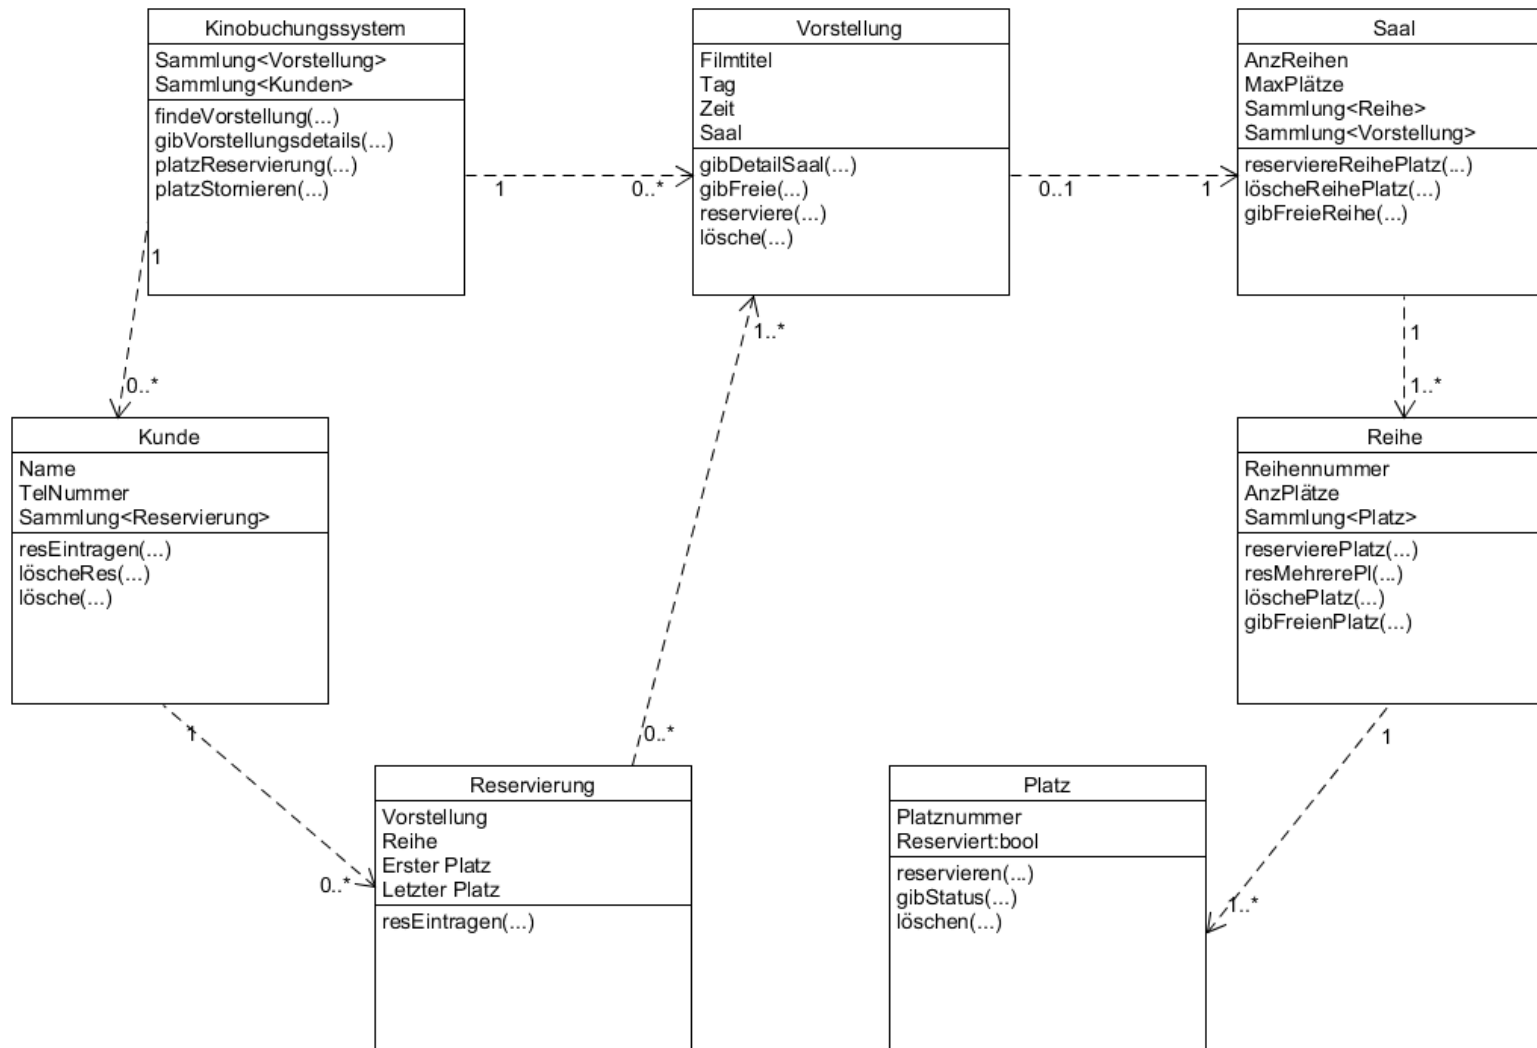 Kinobuchungssystem
Sammlung<Vorstellung>
Sammlung<Kunden>
findeVorstellung(...)
gibVorstellungsdetails(...)
platzReservierung(...)
platzStornieren(...)
1
0..*
1
0..*
Vorstellung
Filmtitel
Tag
Zeit
Saal
gibDetailSaal(...)
gibFreie(...)
reserviere(...)
lösche(...)
0..1
1
Saal
AnzReihen
MaxPlätze
Sammlung<Reihe>
Sammlung<Vorstellung>
reserviereReihePlatz(...)
löscheReihePlatz(...)
gibFreieReihe(...)
1
1..*
Kunde
Name
TelNummer
Sammlung<Reservierung>
resEintragen(...)
löscheRes(...)
lösche(...)
1
0..*
Reservierung
Vorstellung
Reihe
Erster Platz
Letzter Platz
resEintragen(...)
0..*
1..*
Reihe
Reihennummer
AnzPlätze
Sammlung<Platz>
reservierePlatz(...)
resMehrerePl(...)
löschePlatz(...)
gibFreienPlatz(...)
1
1..*
Platz
Platznummer
Reserviert:bool
reservieren(...)
gibStatus(...)
löschen(...)